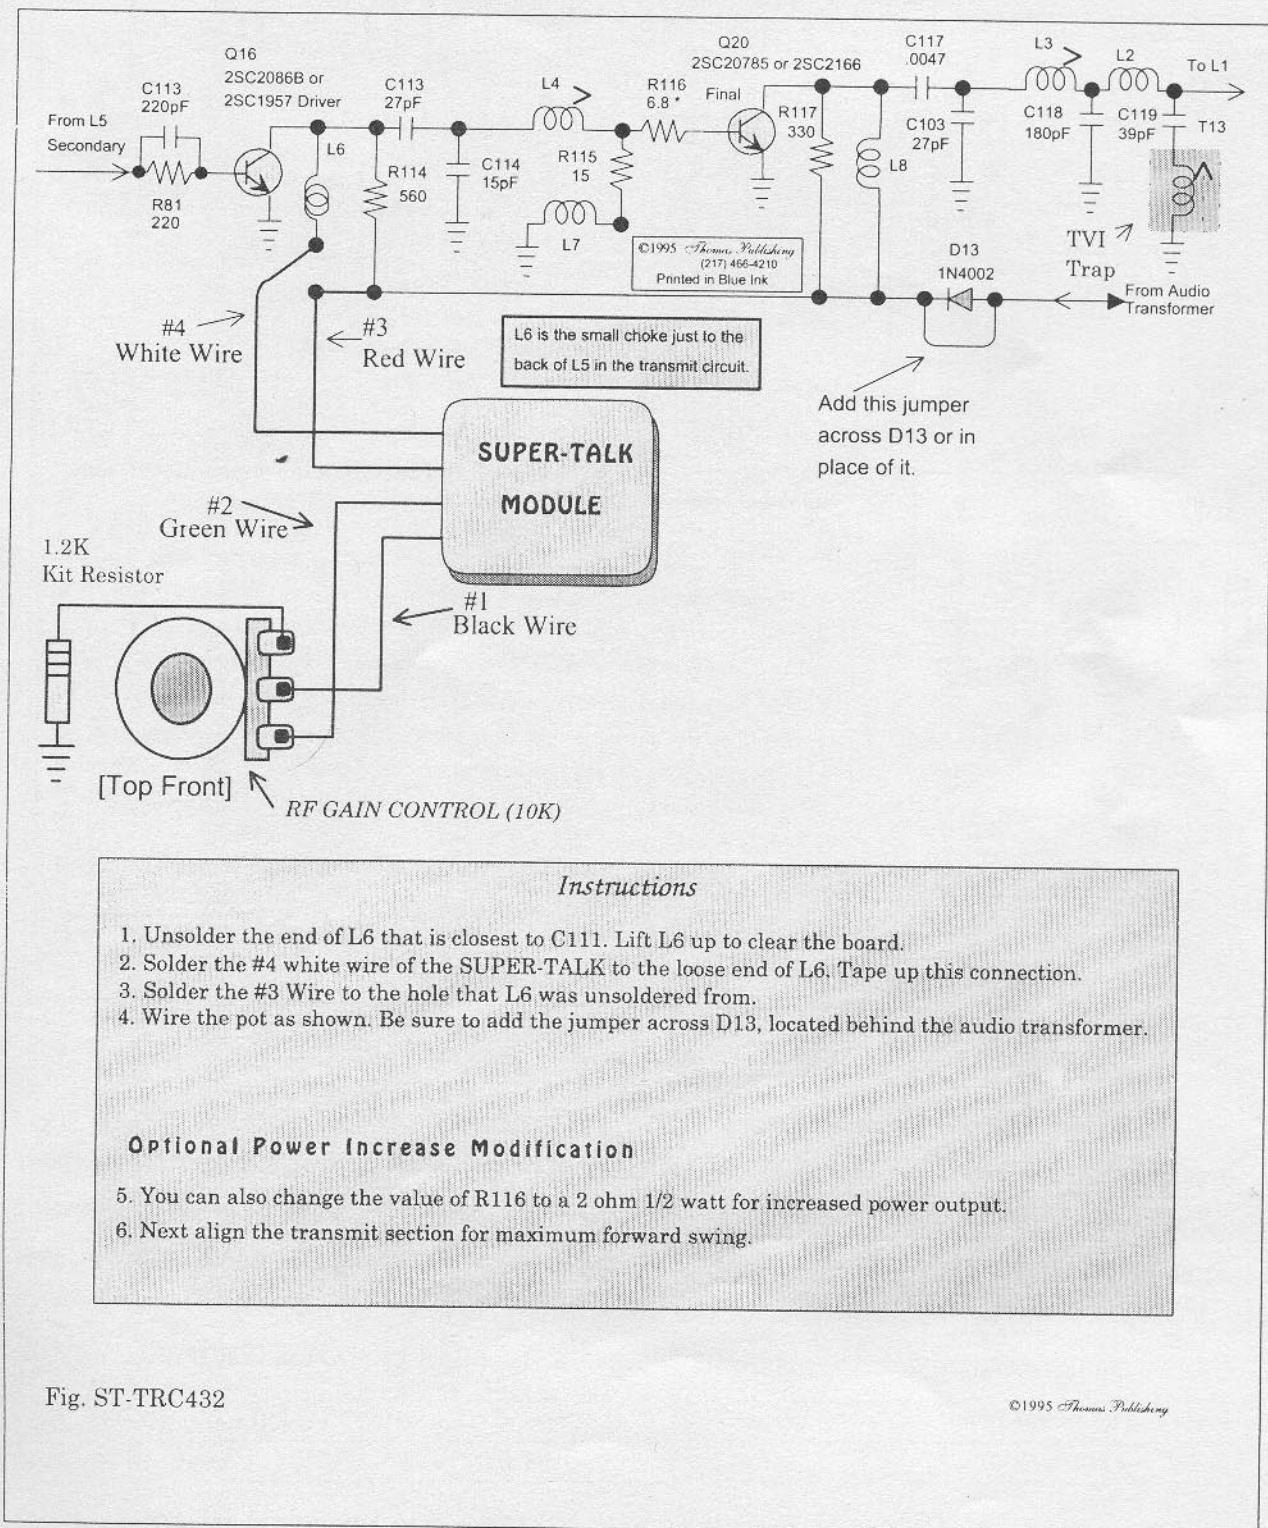 Q16
2SC2086B or
2SC1957 Driver
C113
220pF
From L5
Secondary
R81
220
L6
C113
27pF
R114
560
C114
15pF
L4
R115
15
L7
R116
6.8 *
Q20
2SC20785 or 2SC2166
Final
R117
330
L8
C117
.0047
C103
27pF
L3
C118
180pF
L2
C119
39pF
To L1
T13
TVI
Trap
©1995 Thomas Publishing
(217) 466-4210
Printed in Blue Ink
D13
1N4002
From Audio
Transformer
#4
White Wire
#3
Red Wire
L6 is the small choke just to the
back of L5 in the transmit circuit.
Add this jumper
across D13 or in
place of it.
SUPER-TALK
MODULE
#2
Green Wire
1.2K
Kit Resistor
#1
Black Wire
[Top Front]
RF GAIN CONTROL (10K)
Instructions
1. Unsolder the end of L6 that is closest to C111. Lift L6 up to clear the board.
2. Solder the #4 white wire of the SUPER-TALK to the loose end of L6. Tape up this connection.
3. Solder the #3 Wire to the hole that L6 was unsoldered from.
4. Wire the pot as shown. Be sure to add the jumper across D13, located behind the audio transformer.
Optional Power Increase Modification
5. You can also change the value of R116 to a 2 ohm 1/2 watt for increased power output.
6. Next align the transmit section for maximum forward swing.
Fig. ST-TRC432
©1995 Thomas Publishing